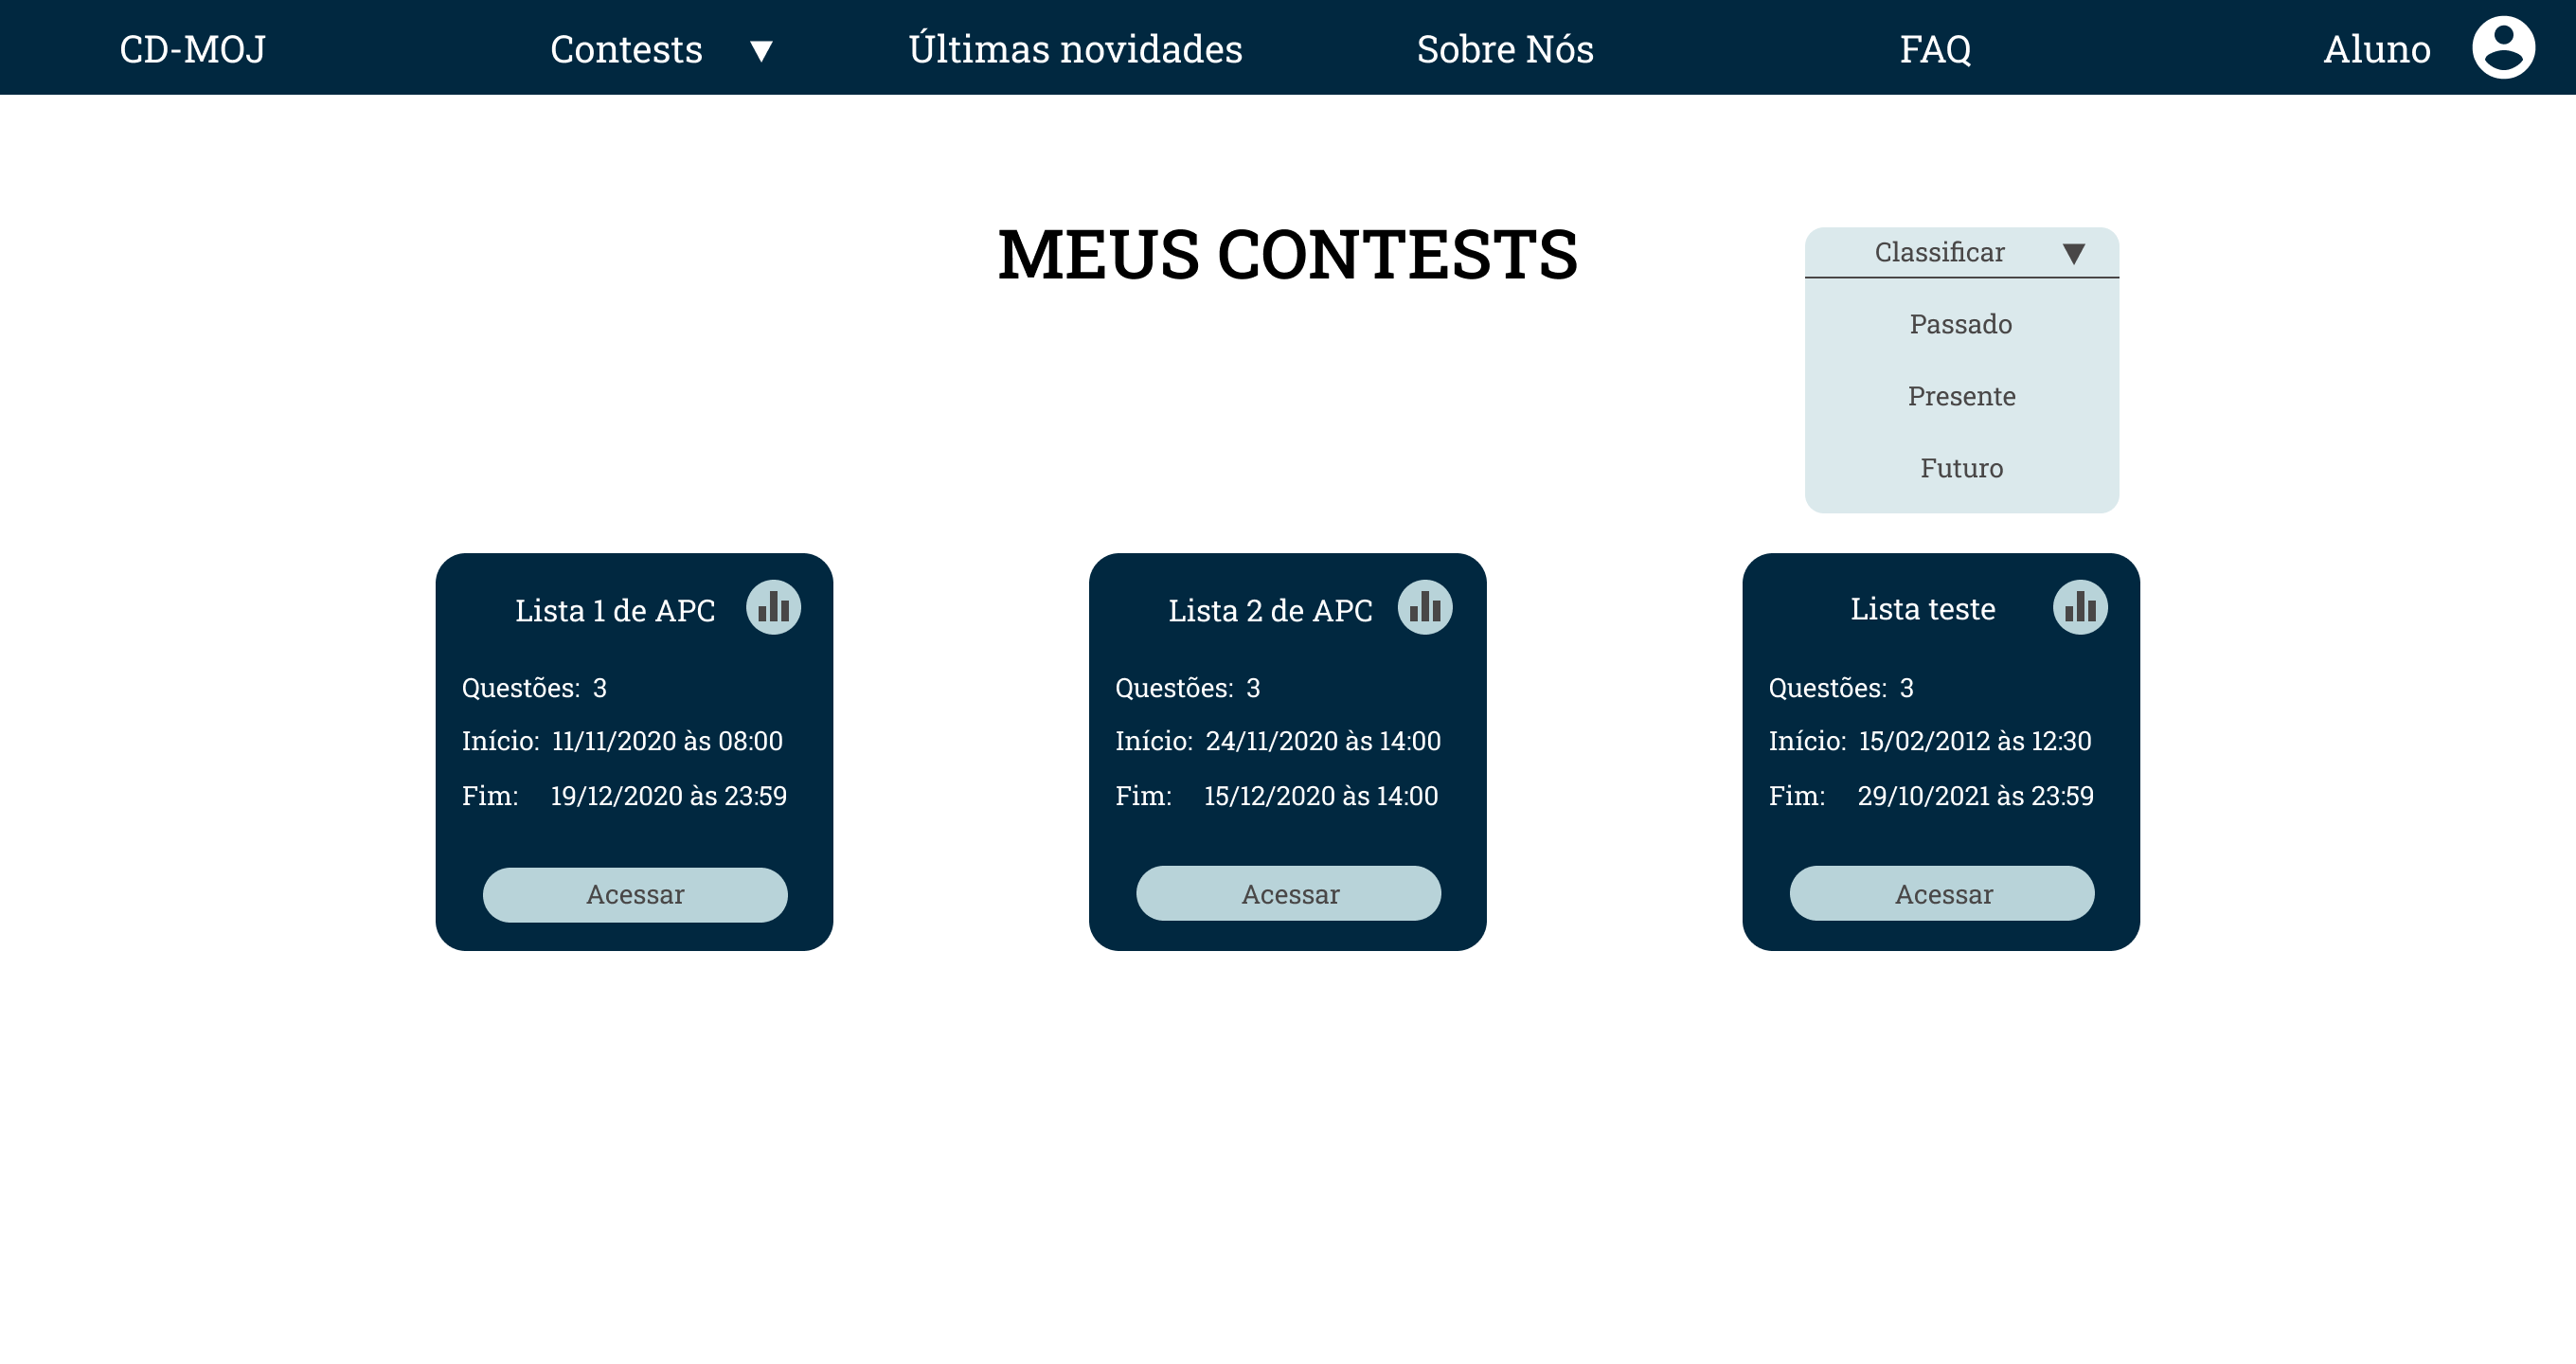 CD-MOJ Contests ▼ Últimas novidades Sobre Nós FAQ Aluno
MEUS CONTESTS
Classificar ▼
Passado
Presente
Futuro
Lista 1 de APC
Questões: 3
Início: 11/11/2020 às 08:00
Fim: 19/12/2020 às 23:59
Acessar
Lista 2 de APC
Questões: 3
Início: 24/11/2020 às 14:00
Fim: 15/12/2020 às 14:00
Acessar
Lista teste
Questões: 3
Início: 15/02/2012 às 12:30
Fim: 29/10/2021 às 23:59
Acessar